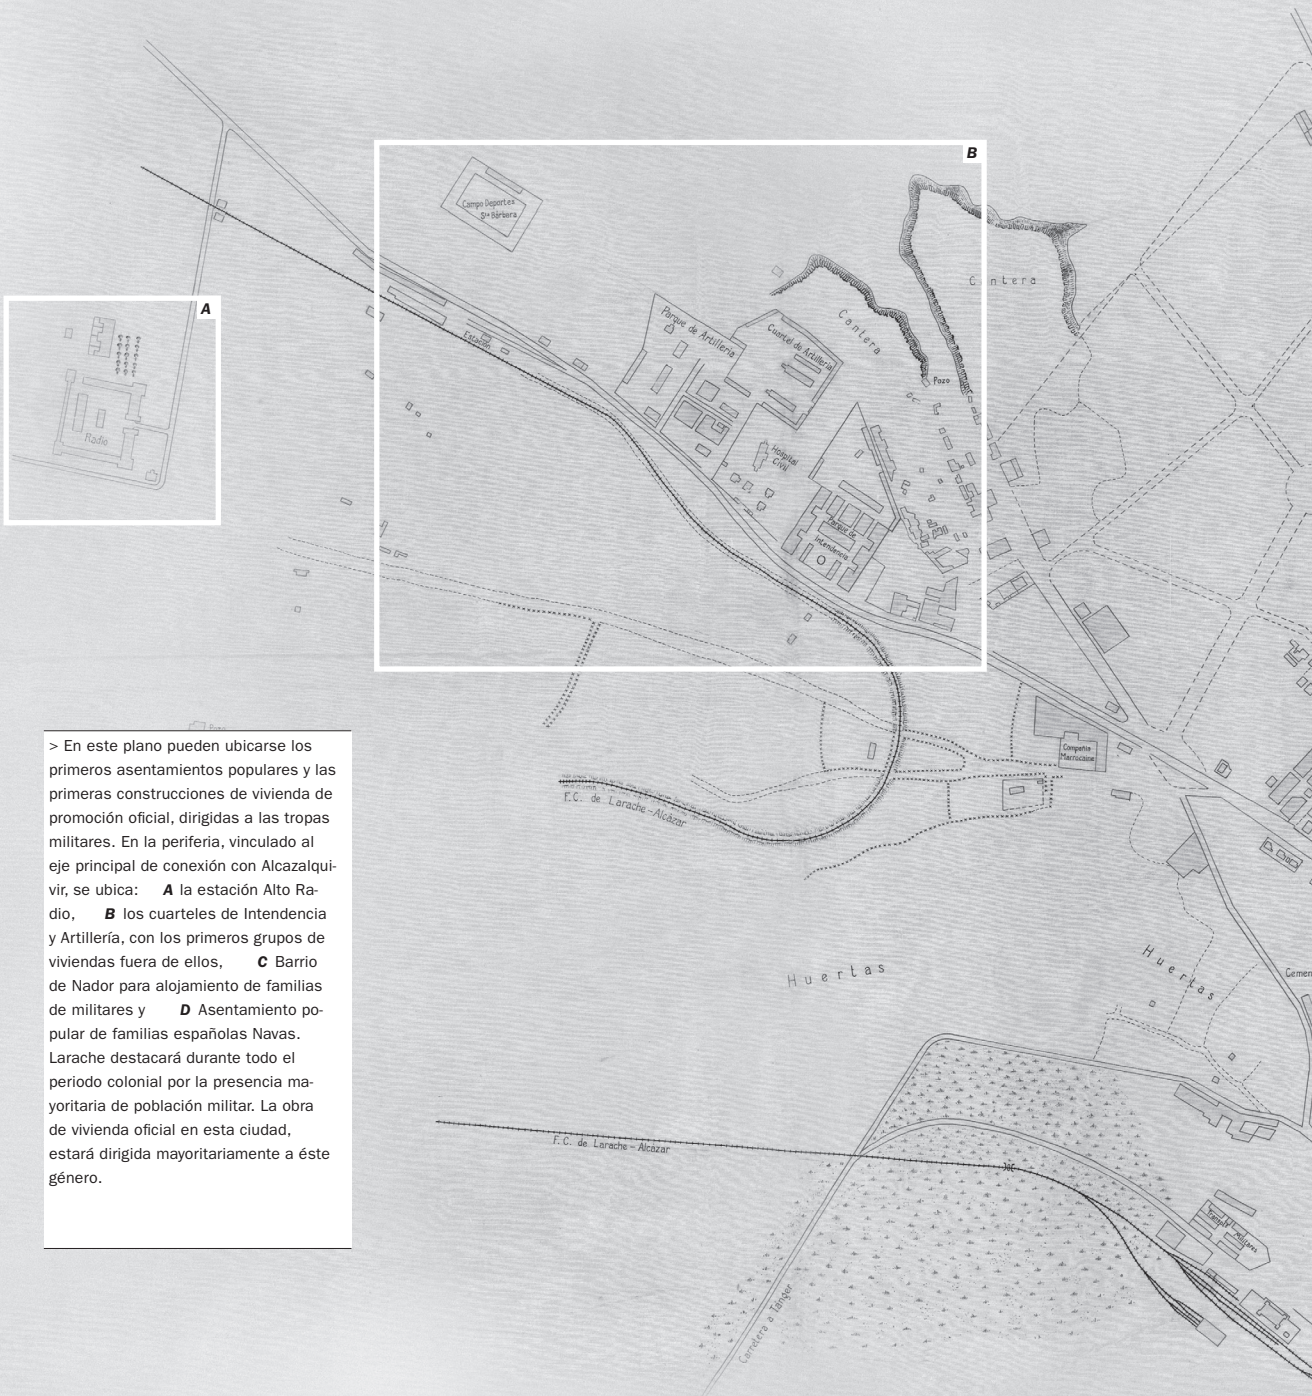 B
Campo Deportes
Sta Bárbara
Cantera
A
Parque de Artillería
Cuartel de Artillería
Cantera
Estación
Pozo
Radio
Hospital
Civil
Parque de
Intendencia
Pozo
> En este plano pueden ubicarse los
primeros asentamientos populares y las
primeras construcciones de vivienda de
promoción oficial, dirigidas a las tropas
militares. En la periferia, vinculado al
eje principal de conexión con Alcazalqui-
vir, se ubica: A la estación Alto Ra-
dio, B los cuarteles de Intendencia
y Artillería, con los primeros grupos de
viviendas fuera de ellos, C Barrio
de Nador para alojamiento de familias
de militares y D Asentamiento po-
pular de familias españolas Navas.
Larache destacará durante todo el
periodo colonial por la presencia ma-
yoritaria de población militar. La obra
de vivienda oficial en esta ciudad,
estará dirigida mayoritariamente a éste
género.
Compañia
Marrocaine
F.C. de Larache-Alcázar
Huertas
Huertas
Cemen
F.C. de Larache - Alcázar
Militares
Carretera a Tánger